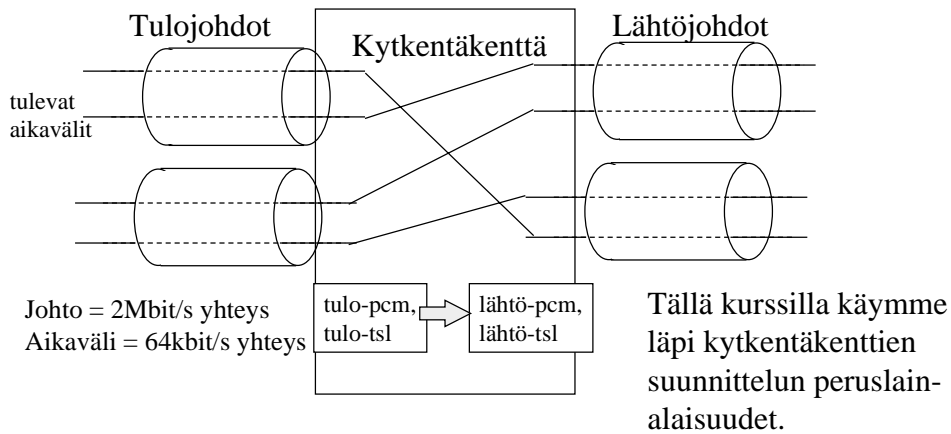 Tulojohdot
Kytkentäkenttä
Lähtöjohdot
tulevat
aikavälit
Johto = 2Mbit/s yhteys
Aikaväli = 64kbit/s yhteys
tulo-pcm,
tulo-tsl
lähtö-pcm,
lähtö-tsl
Tällä kurssilla käymme
läpi kytkentäkenttien
suunnittelun peruslain-
alaisuudet.